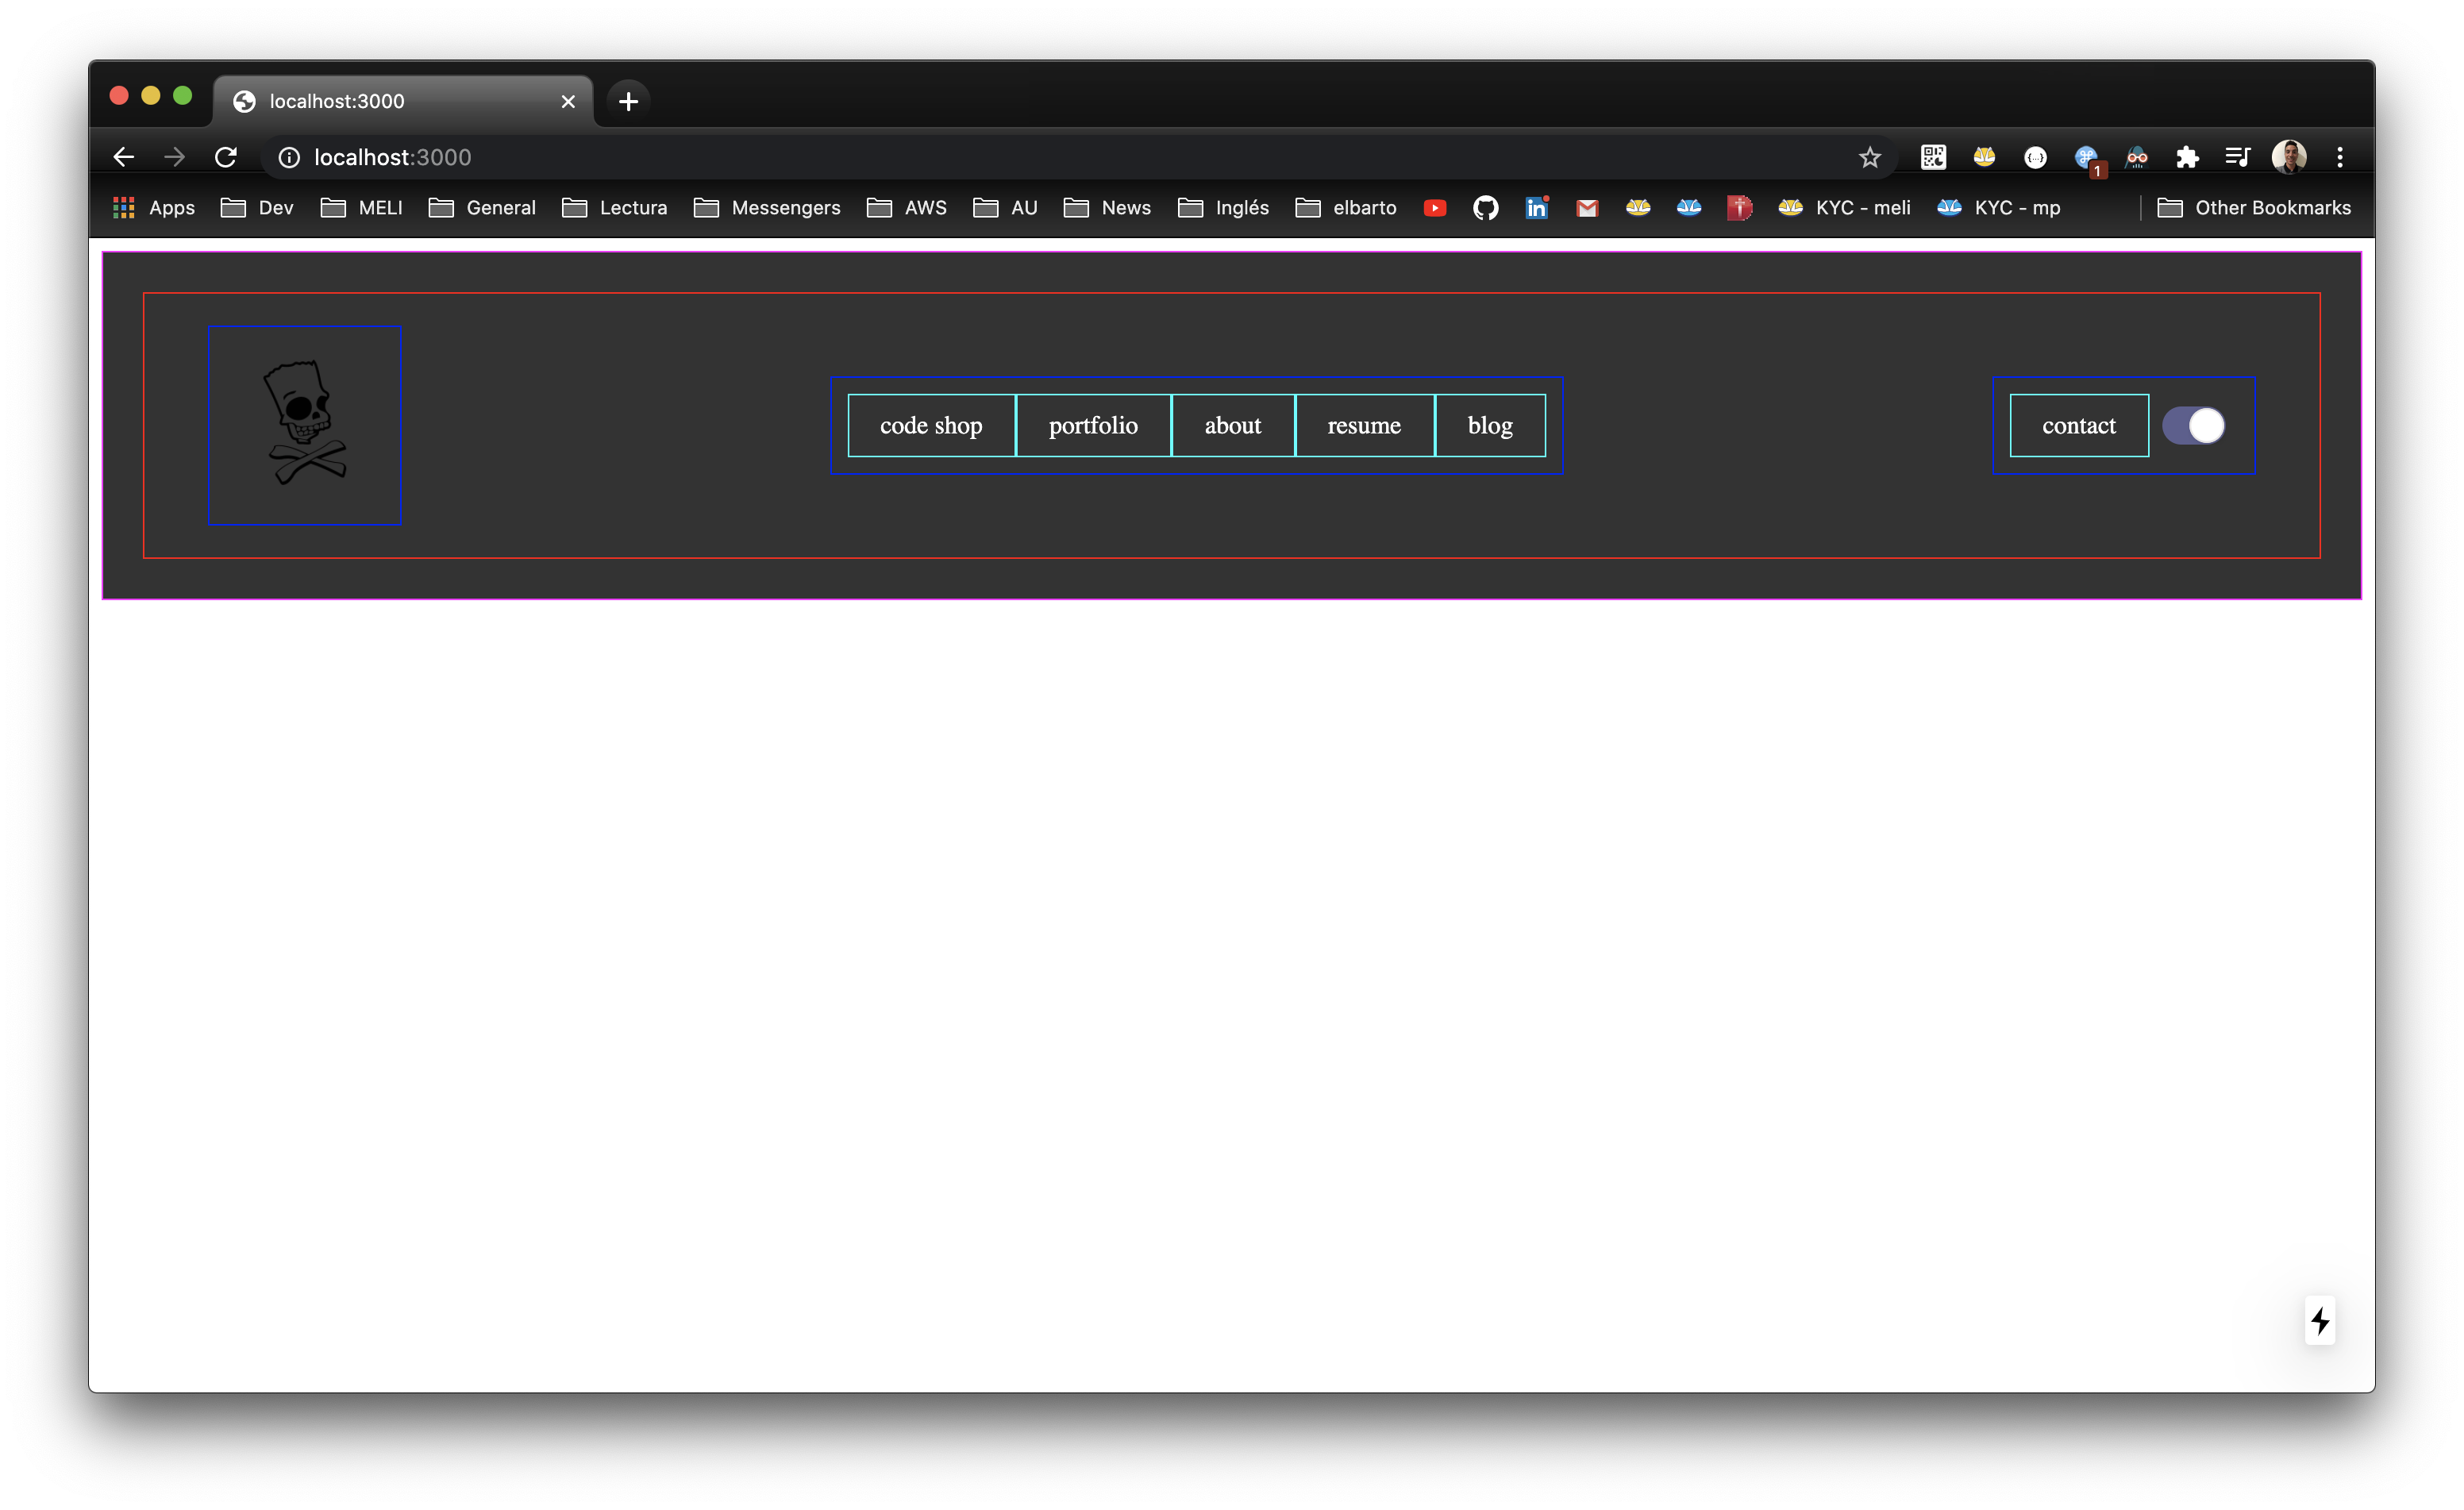 localhost:3000
localhost:3000
1
Apps Dev MELI General Lectura Messengers AWS AU News Inglés elbarto KYC - meli KYC - mp Other Bookmarks
code shop portfolio about resume blog contact